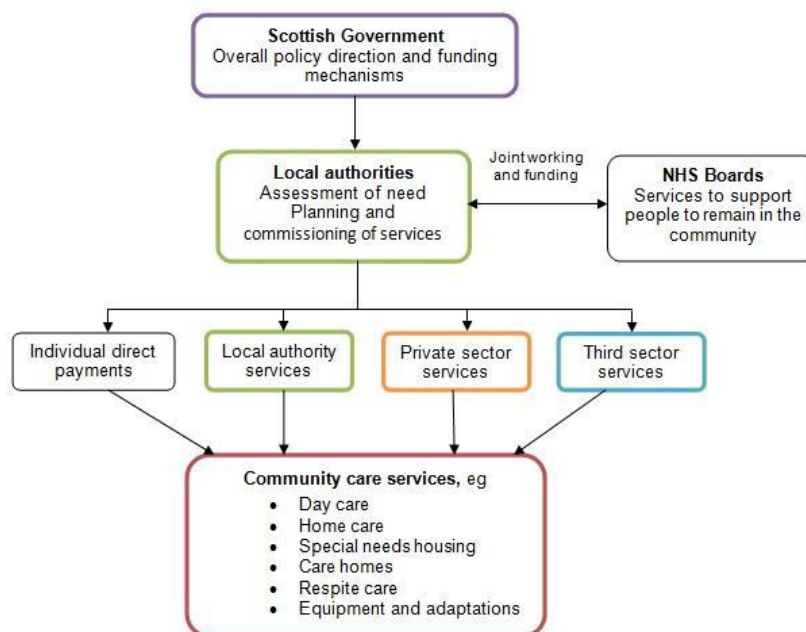 Scottish Government
Overall policy direction and funding
mechanisms
Local authorities
Assessment of need
Planning and
commissioning of services
Joint working
and funding
NHS Boards
Services to support
people to remain in the
community
Individual direct
payments
Local authority
services
Private sector
services
Third sector
services
Community care services, eg
• Day care
• Home care
• Special needs housing
• Care homes
• Respite care
• Equipment and adaptations